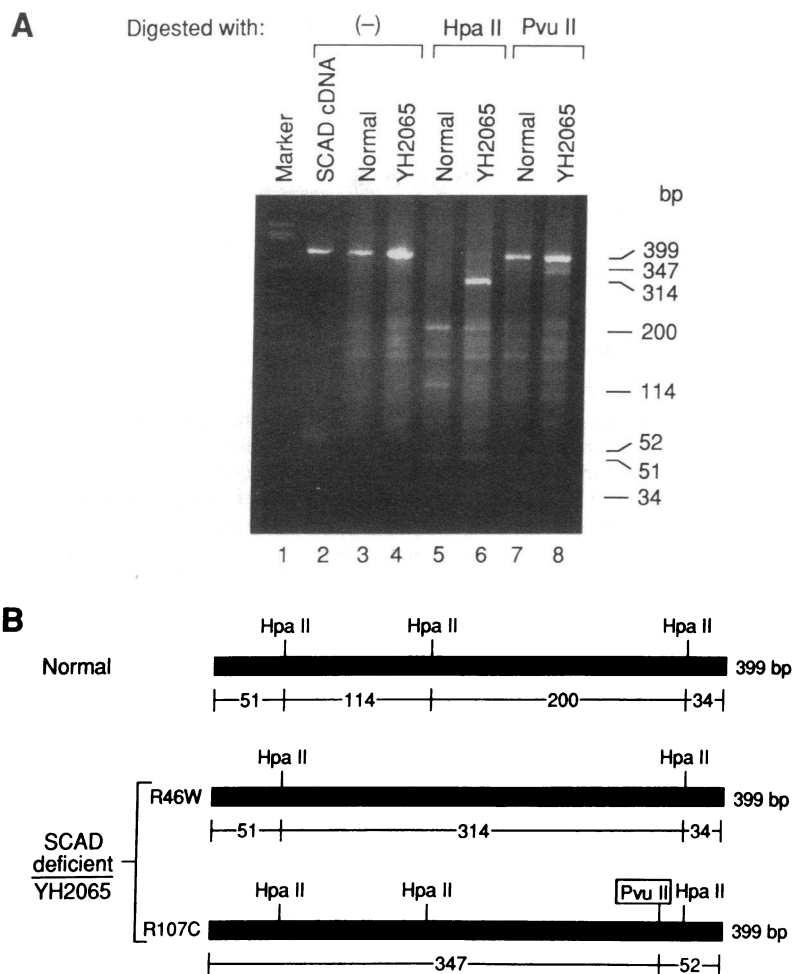 A
Digested with: (–) Hpa II Pvu II
Marker
SCAD cDNA
Normal
YH2065
Normal
YH2065
Normal
YH2065
bp
399
347
314
200
114
52
51
34
1 2 3 4 5 6 7 8
B
Hpa II Hpa II Hpa II
Normal 399 bp
51 114 200 34
Hpa II Hpa II
R46W 399 bp
51 314 34
SCAD
deficient
YH2065
Hpa II Hpa II Pvu II Hpa II
R107C 399 bp
347 52